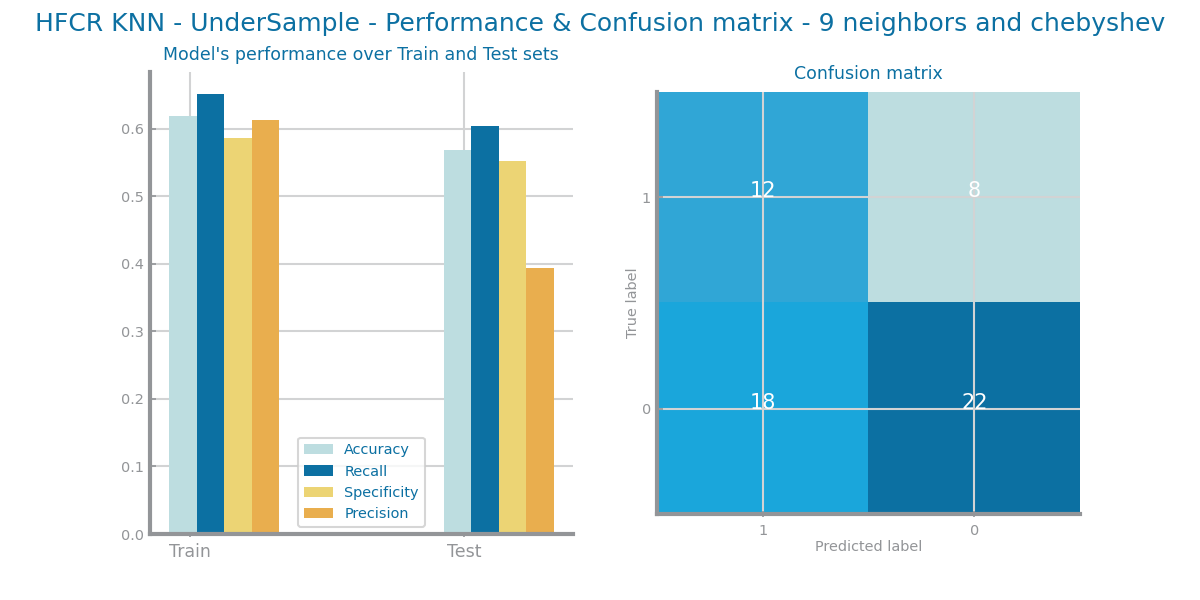 HFCR KNN - UnderSample - Performance & Confusion matrix - 9 neighbors and chebyshev
Model's performance over Train and Test sets
0.6
0.5
0.4
0.3
0.2
0.1
0.0
Accuracy
Recall
Specificity
Precision
Train
Test
Confusion matrix
True label
1
0
12
8
18
22
1
0
Predicted label